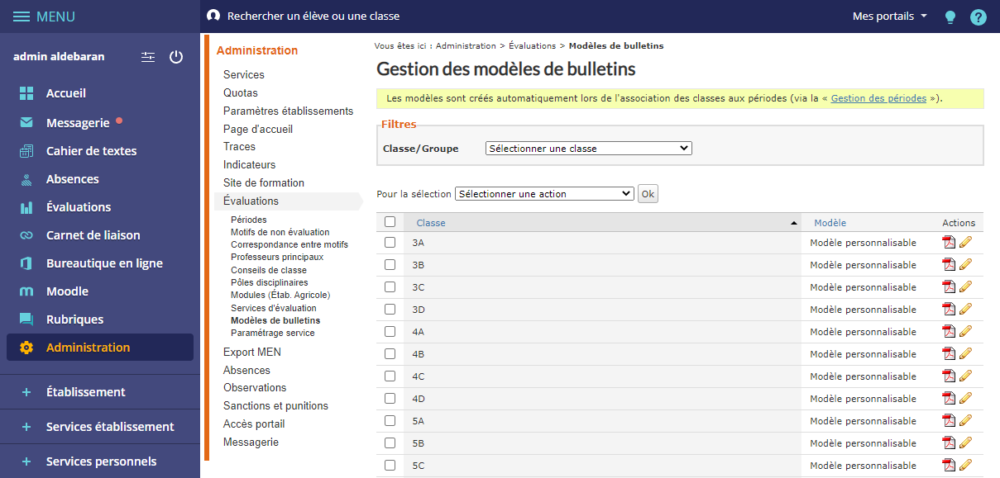 MENU
Rechercher un élève ou une classe
Mes portails
?
admin aldebaran
Accueil
Messagerie
Cahier de textes
Absences
Évaluations
Carnet de liaison
Bureautique en ligne
Moodle
Rubriques
Administration
+ Établissement
+ Services établissement
+ Services personnels
Administration
Services
Quotas
Paramètres établissements
Page d'accueil
Traces
Indicateurs
Site de formation
Évaluations
Périodes
Motifs de non évaluation
Correspondance entre motifs
Professeurs principaux
Conseils de classe
Pôles disciplinaires
Modules (Étab. Agricole)
Services d'évaluation
Modèles de bulletins
Paramétrage service
Export MEN
Absences
Observations
Sanctions et punitions
Accès portail
Messagerie
Vous êtes ici : Administration > Évaluations > Modèles de bulletins
Gestion des modèles de bulletins
Les modèles sont créés automatiquement lors de l'association des classes aux périodes (via la « Gestion des périodes »).
Filtres
Classe/Groupe Sélectionner une classe
Pour la sélection Sélectionner une action Ok
Classe Modèle Actions
3A Modèle personnalisable
3B Modèle personnalisable
3C Modèle personnalisable
3D Modèle personnalisable
4A Modèle personnalisable
4B Modèle personnalisable
4C Modèle personnalisable
4D Modèle personnalisable
5A Modèle personnalisable
5B Modèle personnalisable
5C Modèle personnalisable